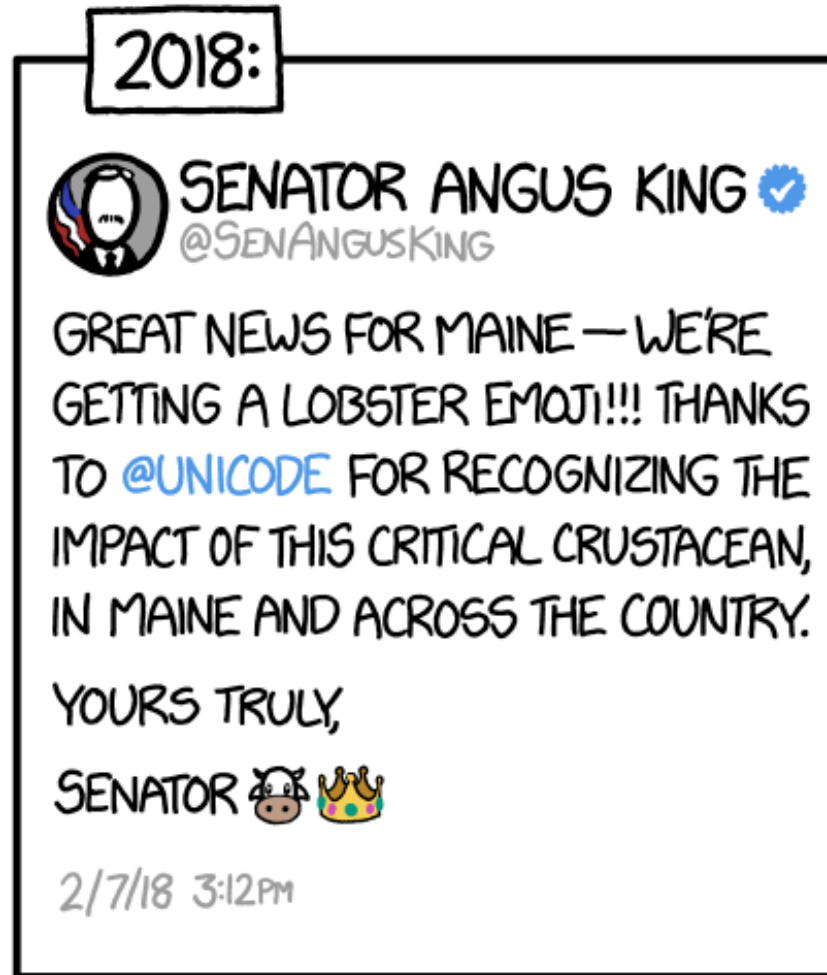 2018:
SENATOR ANGUS KING
@SENANGUSKING
GREAT NEWS FOR MAINE — WE'RE
GETTING A LOBSTER EMOJI!!! THANKS
TO @UNICODE FOR RECOGNIZING THE
IMPACT OF THIS CRITICAL CRUSTACEAN,
IN MAINE AND ACROSS THE COUNTRY.
YOURS TRULY,
SENATOR 🐮👑
2/7/18 3:12PM